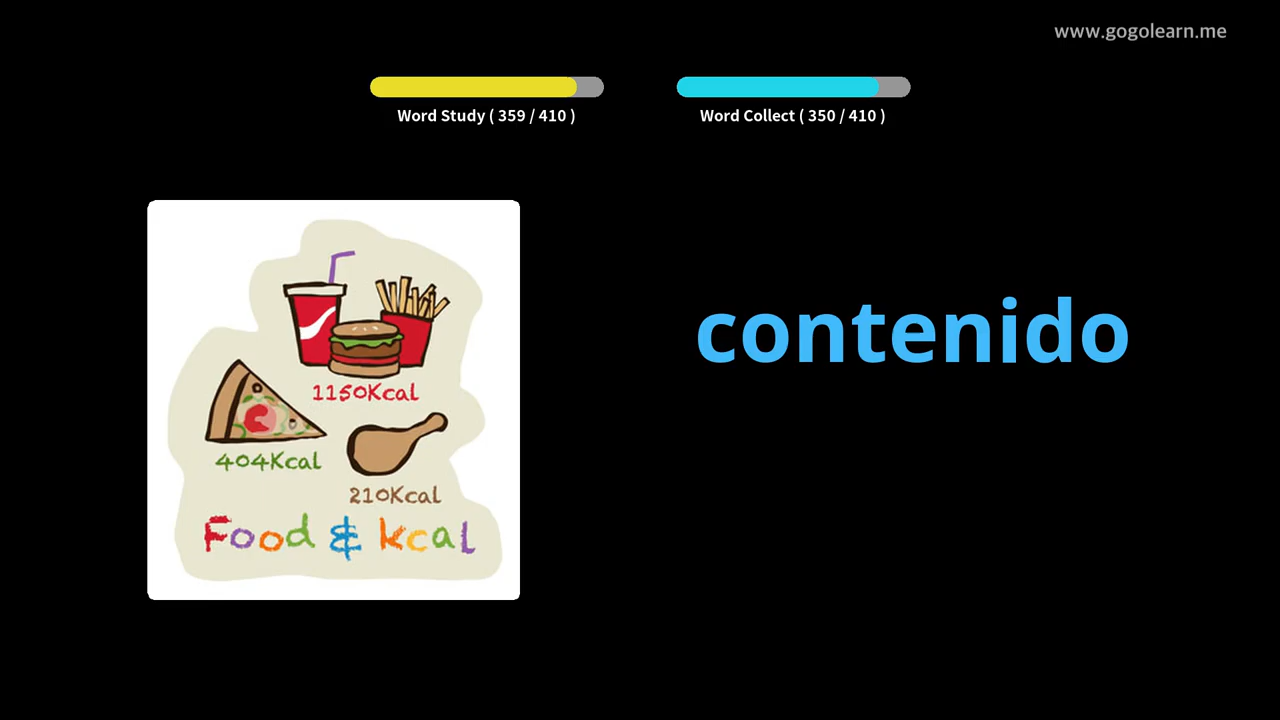 www.gogolearn.me
Word Study ( 359 / 410 )
Word Collect ( 350 / 410 )
contenido
1150Kcal
404Kcal
210Kcal
Food & kcal